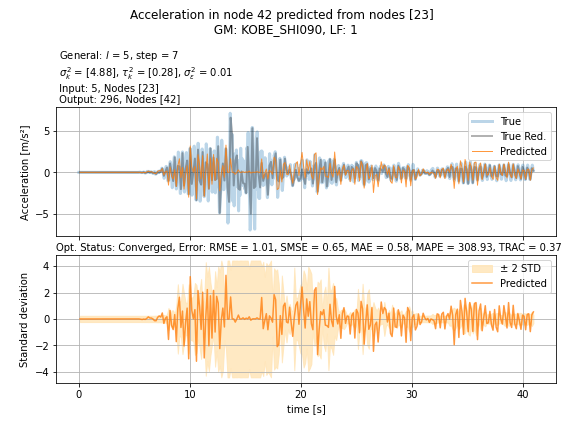 Acceleration in node 42 predicted from nodes [23]
GM: KOBE_SHI090, LF: 1
General: l = 5, step = 7
σ²ₖ = [4.88], τ²ₖ = [0.28], σ²ε = 0.01
Input: 5, Nodes [23]
Output: 296, Nodes [42]
Acceleration [m/s²]
5
0
−5
True
True Red.
Predicted
Opt. Status: Converged, Error: RMSE = 1.01, SMSE = 0.65, MAE = 0.58, MAPE = 308.93, TRAC = 0.37
Standard deviation
4
2
0
−2
−4
± 2 STD
Predicted
0 10 20 30 40
time [s]